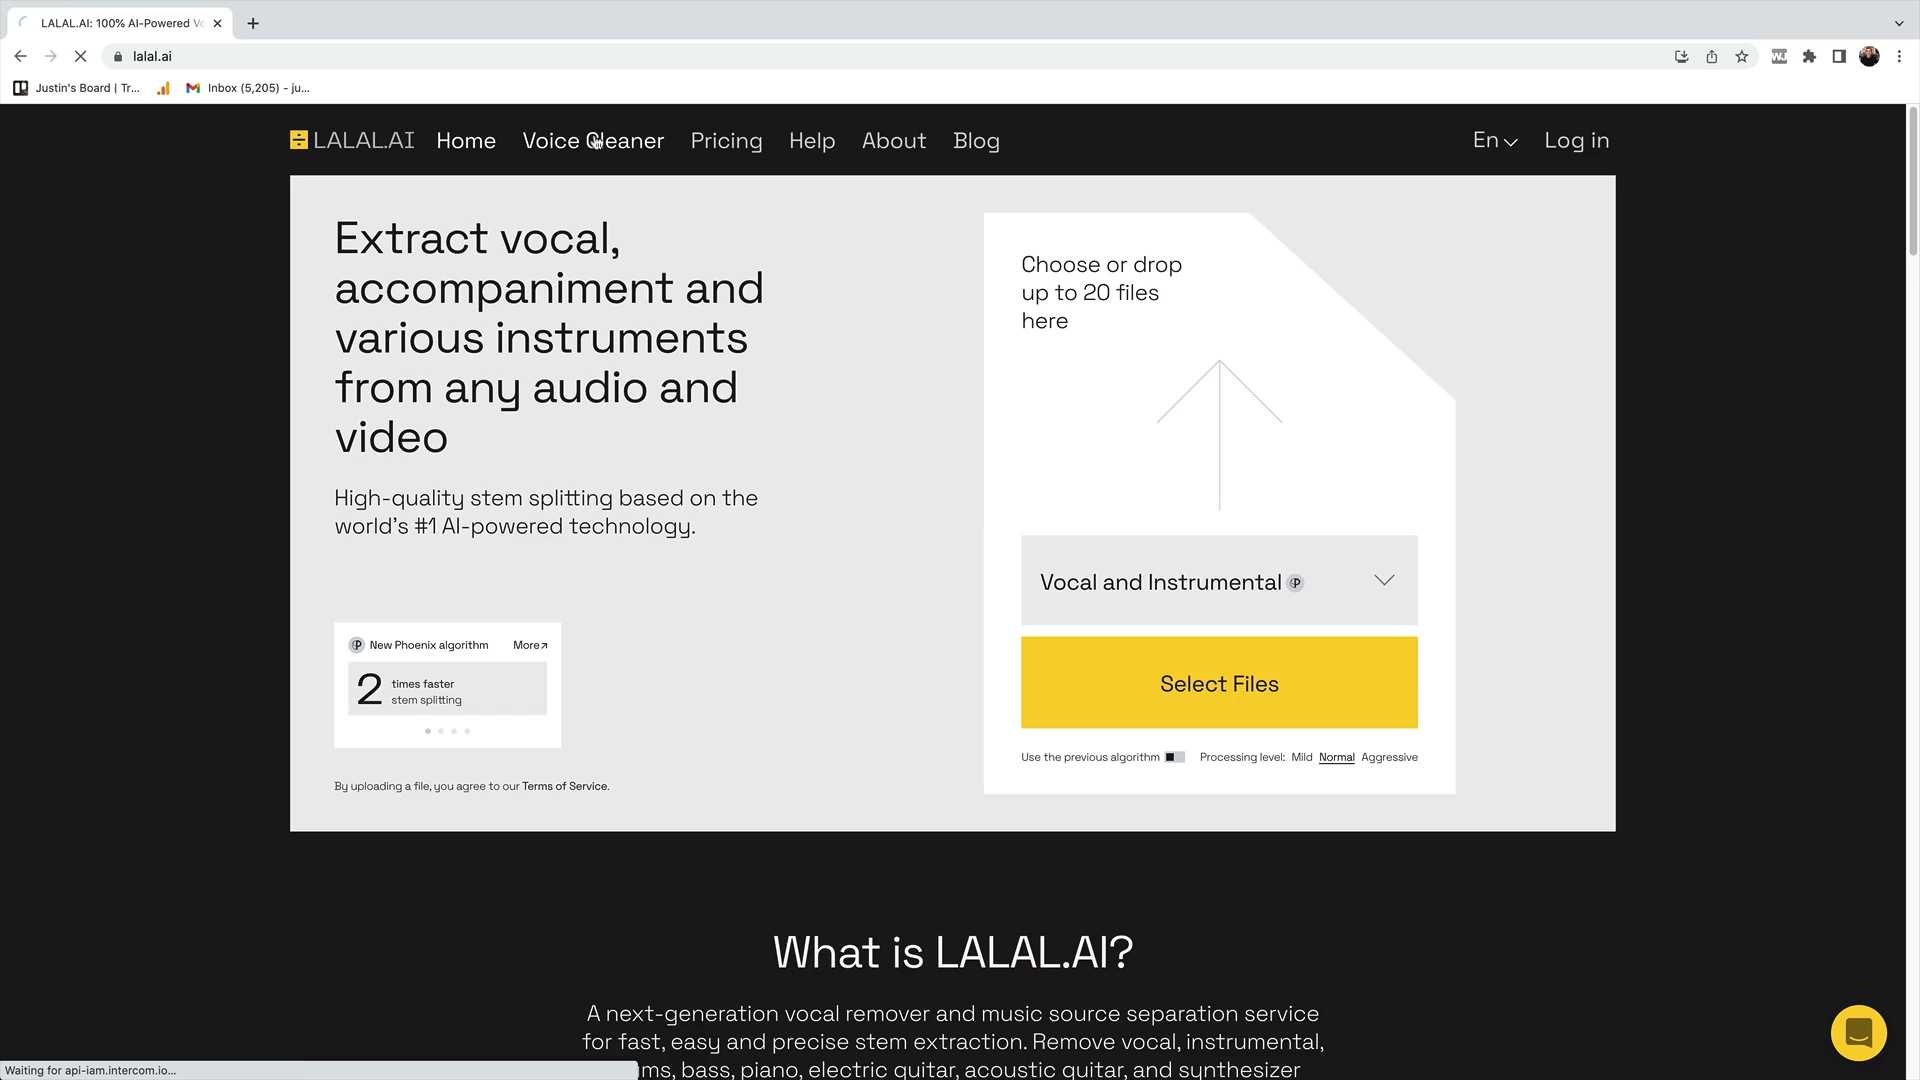 LALAL.AI: 100% AI-Powered Vo
lalal.ai
Justin's Board | Tr...
Inbox (5,205) - ju...
LALAL.AI
Home
Voice Cleaner
Pricing
Help
About
Blog
En
Log in
Extract vocal,
accompaniment and
various instruments
from any audio and
video
High-quality stem splitting based on the
world's #1 AI-powered technology.
New Phoenix algorithm
More
2
times faster
stem splitting
By uploading a file, you agree to our Terms of Service.
Choose or drop
up to 20 files
here
Vocal and Instrumental
Select Files
Use the previous algorithm
Processing level: Mild Normal Aggressive
What is LALAL.AI?
A next-generation vocal remover and music source separation service
for fast, easy and precise stem extraction. Remove vocal, instrumental,
bass, piano, electric guitar, acoustic guitar, and synthesizer
Waiting for api-iam.intercom.io...